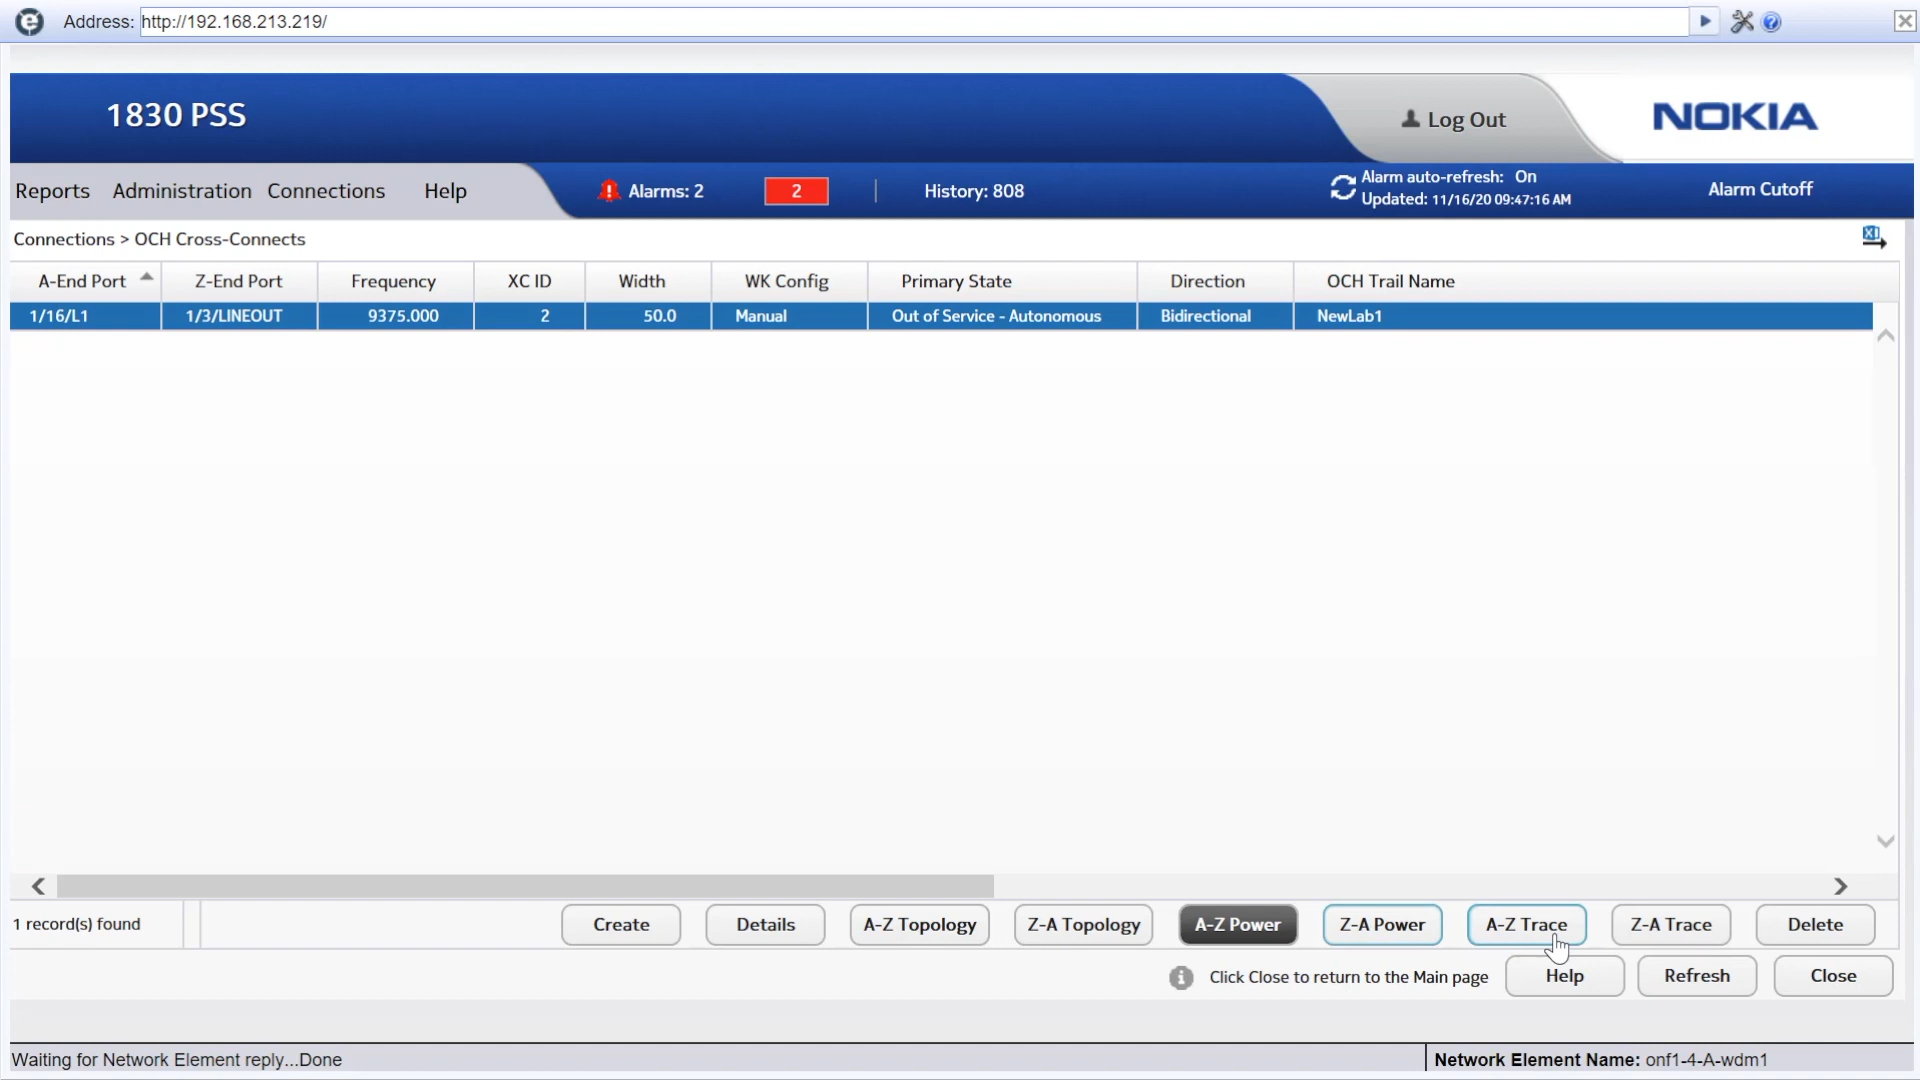 Address: http://192.168.213.219/
1830 PSS
Log Out
NOKIA
Reports Administration Connections Help
Alarms: 2
2
History: 808
Alarm auto-refresh: On
Updated: 11/16/20 09:47:16 AM
Alarm Cutoff
Connections > OCH Cross-Connects
A-End Port Z-End Port Frequency XC ID Width WK Config Primary State Direction OCH Trail Name
1/16/L1 1/3/LINEOUT 9375.000 2 50.0 Manual Out of Service - Autonomous Bidirectional NewLab1
1 record(s) found
Create Details A-Z Topology Z-A Topology A-Z Power Z-A Power A-Z Trace Z-A Trace Delete
Click Close to return to the Main page Help Refresh Close
Waiting for Network Element reply...Done
Network Element Name: onf1-4-A-wdm1